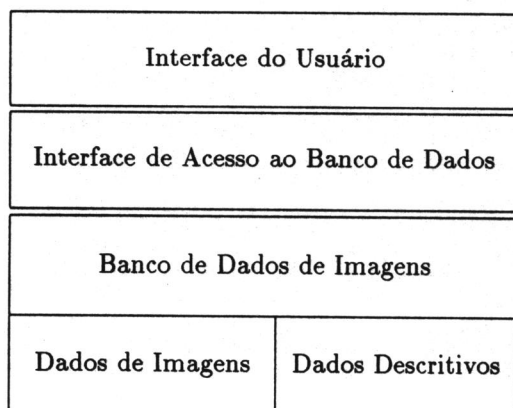 Interface do Usuário
Interface de Acesso ao Banco de Dados
Banco de Dados de Imagens
Dados de Imagens
Dados Descritivos